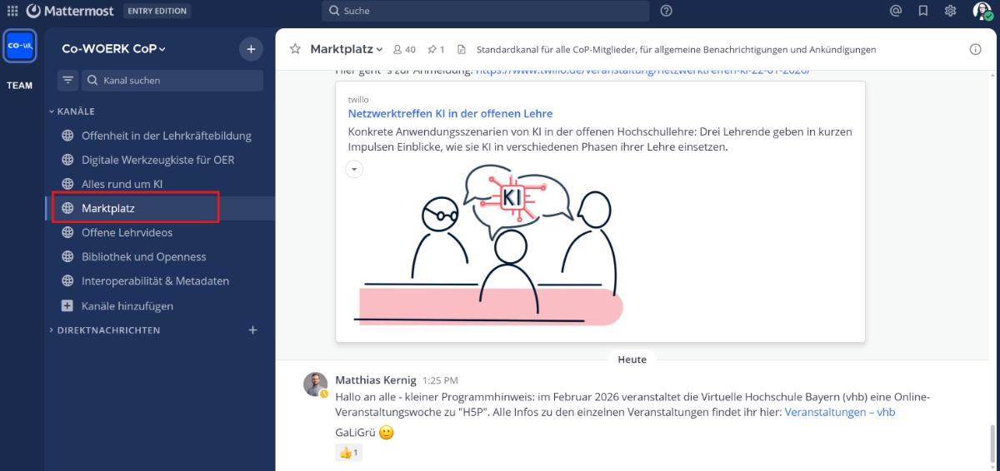 Mattermost ENTRY EDITION Suche
co-wk
TEAM
Co-WOERK CoP
Kanal suchen
KANÄLE
Offenheit in der Lehrkräftebildung
Digitale Werkzeugkiste für OER
Alles rund um KI
Marktplatz
Offene Lehrvideos
Bibliothek und Openness
Interoperabilität & Metadaten
Kanäle hinzufügen
DIREKTNACHRICHTEN
Marktplatz 40 1 Standardkanal für alle CoP-Mitglieder, für allgemeine Benachrichtigungen und Ankündigungen
Hier geht´s zur Anmeldung: https://www.twillo.de/veranstaltung/netzwerktreffen-ki-22-01-2026/
twillo
Netzwerktreffen KI in der offenen Lehre
Konkrete Anwendungsszenarien von KI in der offenen Hochschullehre: Drei Lehrende geben in kurzen
Impulsen Einblicke, wie sie KI in verschiedenen Phasen ihrer Lehre einsetzen.
KI
Heute
Matthias Kernig 1:25 PM
Hallo an alle - kleiner Programmhinweis: im Februar 2026 veranstaltet die Virtuelle Hochschule Bayern (vhb) eine Online-
Veranstaltungswoche zu "H5P". Alle Infos zu den einzelnen Veranstaltungen findet ihr hier: Veranstaltungen – vhb
GaLiGrü
1